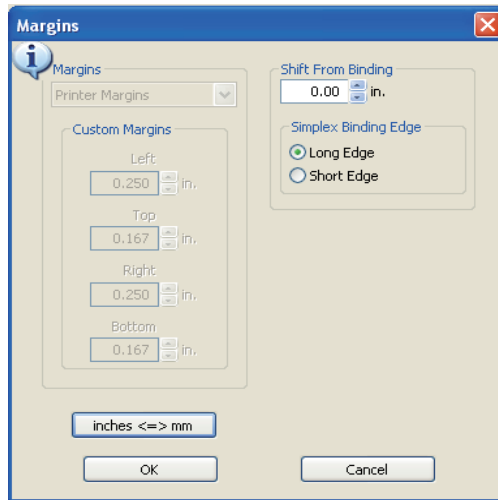 Margins
Margins
Printer Margins
Custom Margins
Left
0.250 in.
Top
0.167 in.
Right
0.250 in.
Bottom
0.167 in.
Shift From Binding
0.00 in.
Simplex Binding Edge
Long Edge
Short Edge
inches <=> mm
OK
Cancel